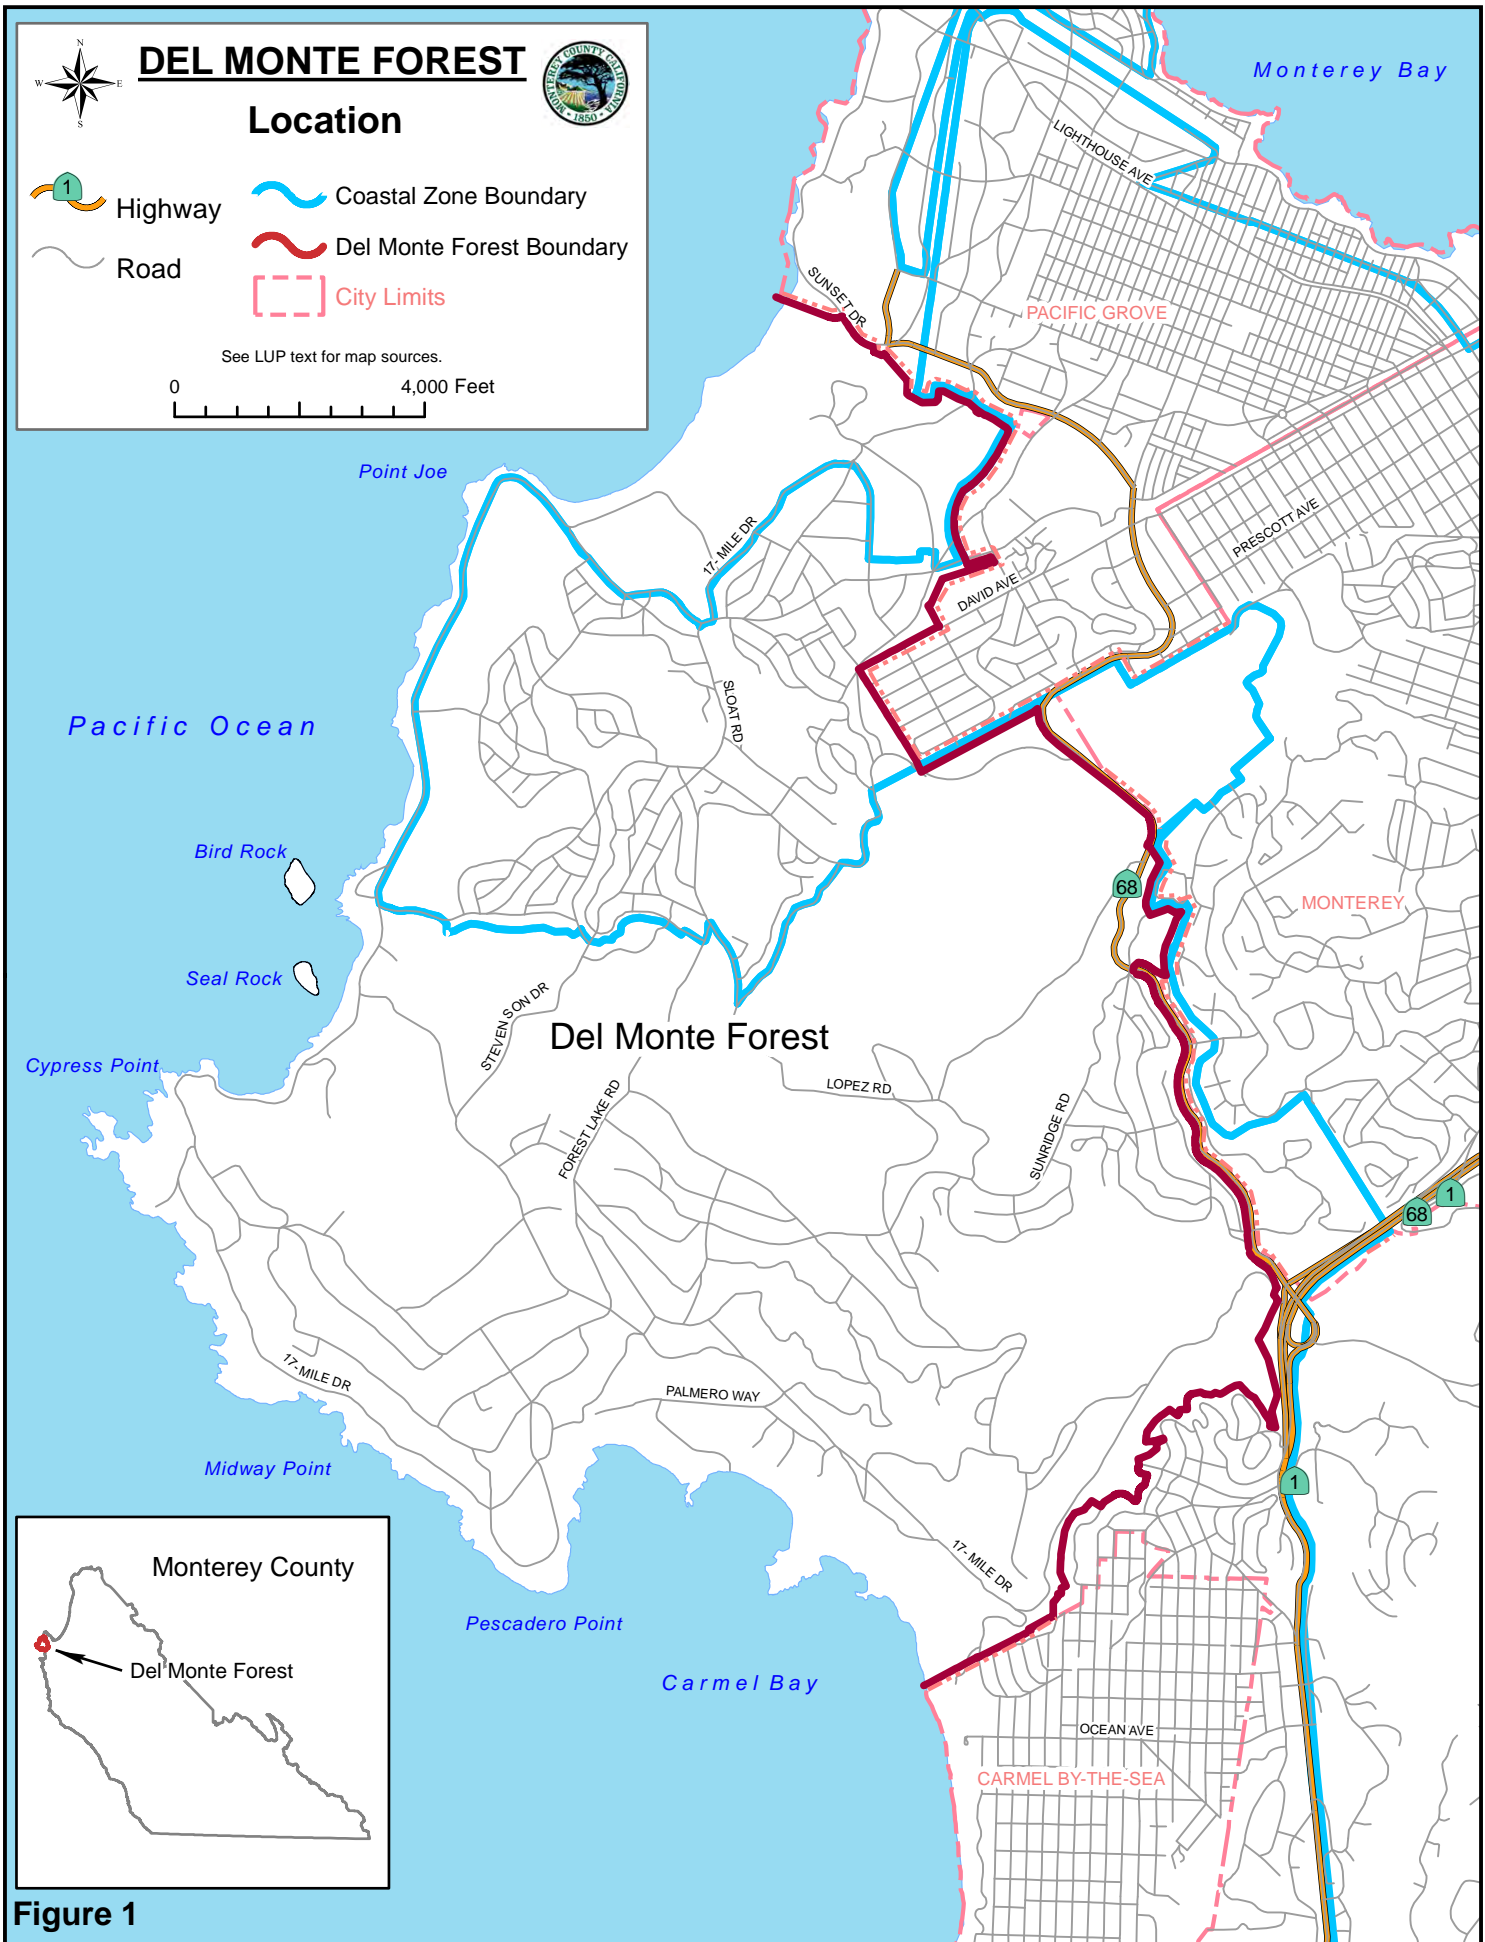 DEL MONTE FOREST
Location
N
W
E
S
MONTEREY COUNTY CALIFORNIA
1850
1
Highway
Road
Coastal Zone Boundary
Del Monte Forest Boundary
City Limits
See LUP text for map sources.
0
4,000 Feet
Monterey Bay
LIGHTHOUSE AVE
SUNSET DR
PACIFIC GROVE
Point Joe
17- MILE DR
PRESCOTT AVE
DAVID AVE
SLOAT RD
Pacific Ocean
Bird Rock
68
MONTEREY
Seal Rock
STEVENSON DR
Del Monte Forest
Cypress Point
LOPEZ RD
FOREST LAKE RD
SUNRIDGE RD
1
68
17- MILE DR
PALMERO WAY
Midway Point
1
17- MILE DR
Pescadero Point
Carmel Bay
OCEAN AVE
CARMEL BY-THE-SEA
Monterey County
Del Monte Forest
Figure 1